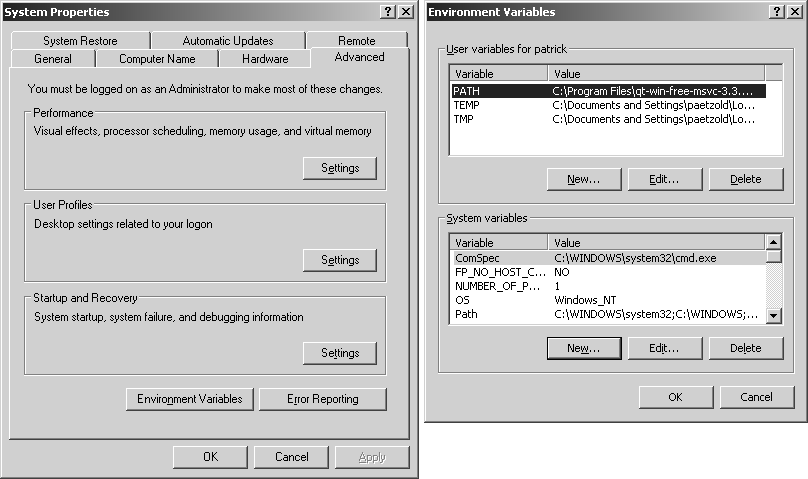 System Properties
System Restore
Automatic Updates
Remote
General
Computer Name
Hardware
Advanced
You must be logged on as an Administrator to make most of these changes.
Performance
Visual effects, processor scheduling, memory usage, and virtual memory
Settings
User Profiles
Desktop settings related to your logon
Settings
Startup and Recovery
System startup, system failure, and debugging information
Settings
Environment Variables
Error Reporting
OK
Cancel
Apply
Environment Variables
User variables for patrick
Variable Value
PATH C:\Program Files\qt-win-free-msvc-3.3....
TEMP C:\Documents and Settings\paetzold\Lo...
TMP C:\Documents and Settings\paetzold\Lo...
New...
Edit...
Delete
System variables
Variable Value
ComSpec C:\WINDOWS\system32\cmd.exe
FP_NO_HOST_C... NO
NUMBER_OF_P... 1
OS Windows_NT
Path C:\WINDOWS\system32;C:\WINDOWS;...
New...
Edit...
Delete
OK
Cancel